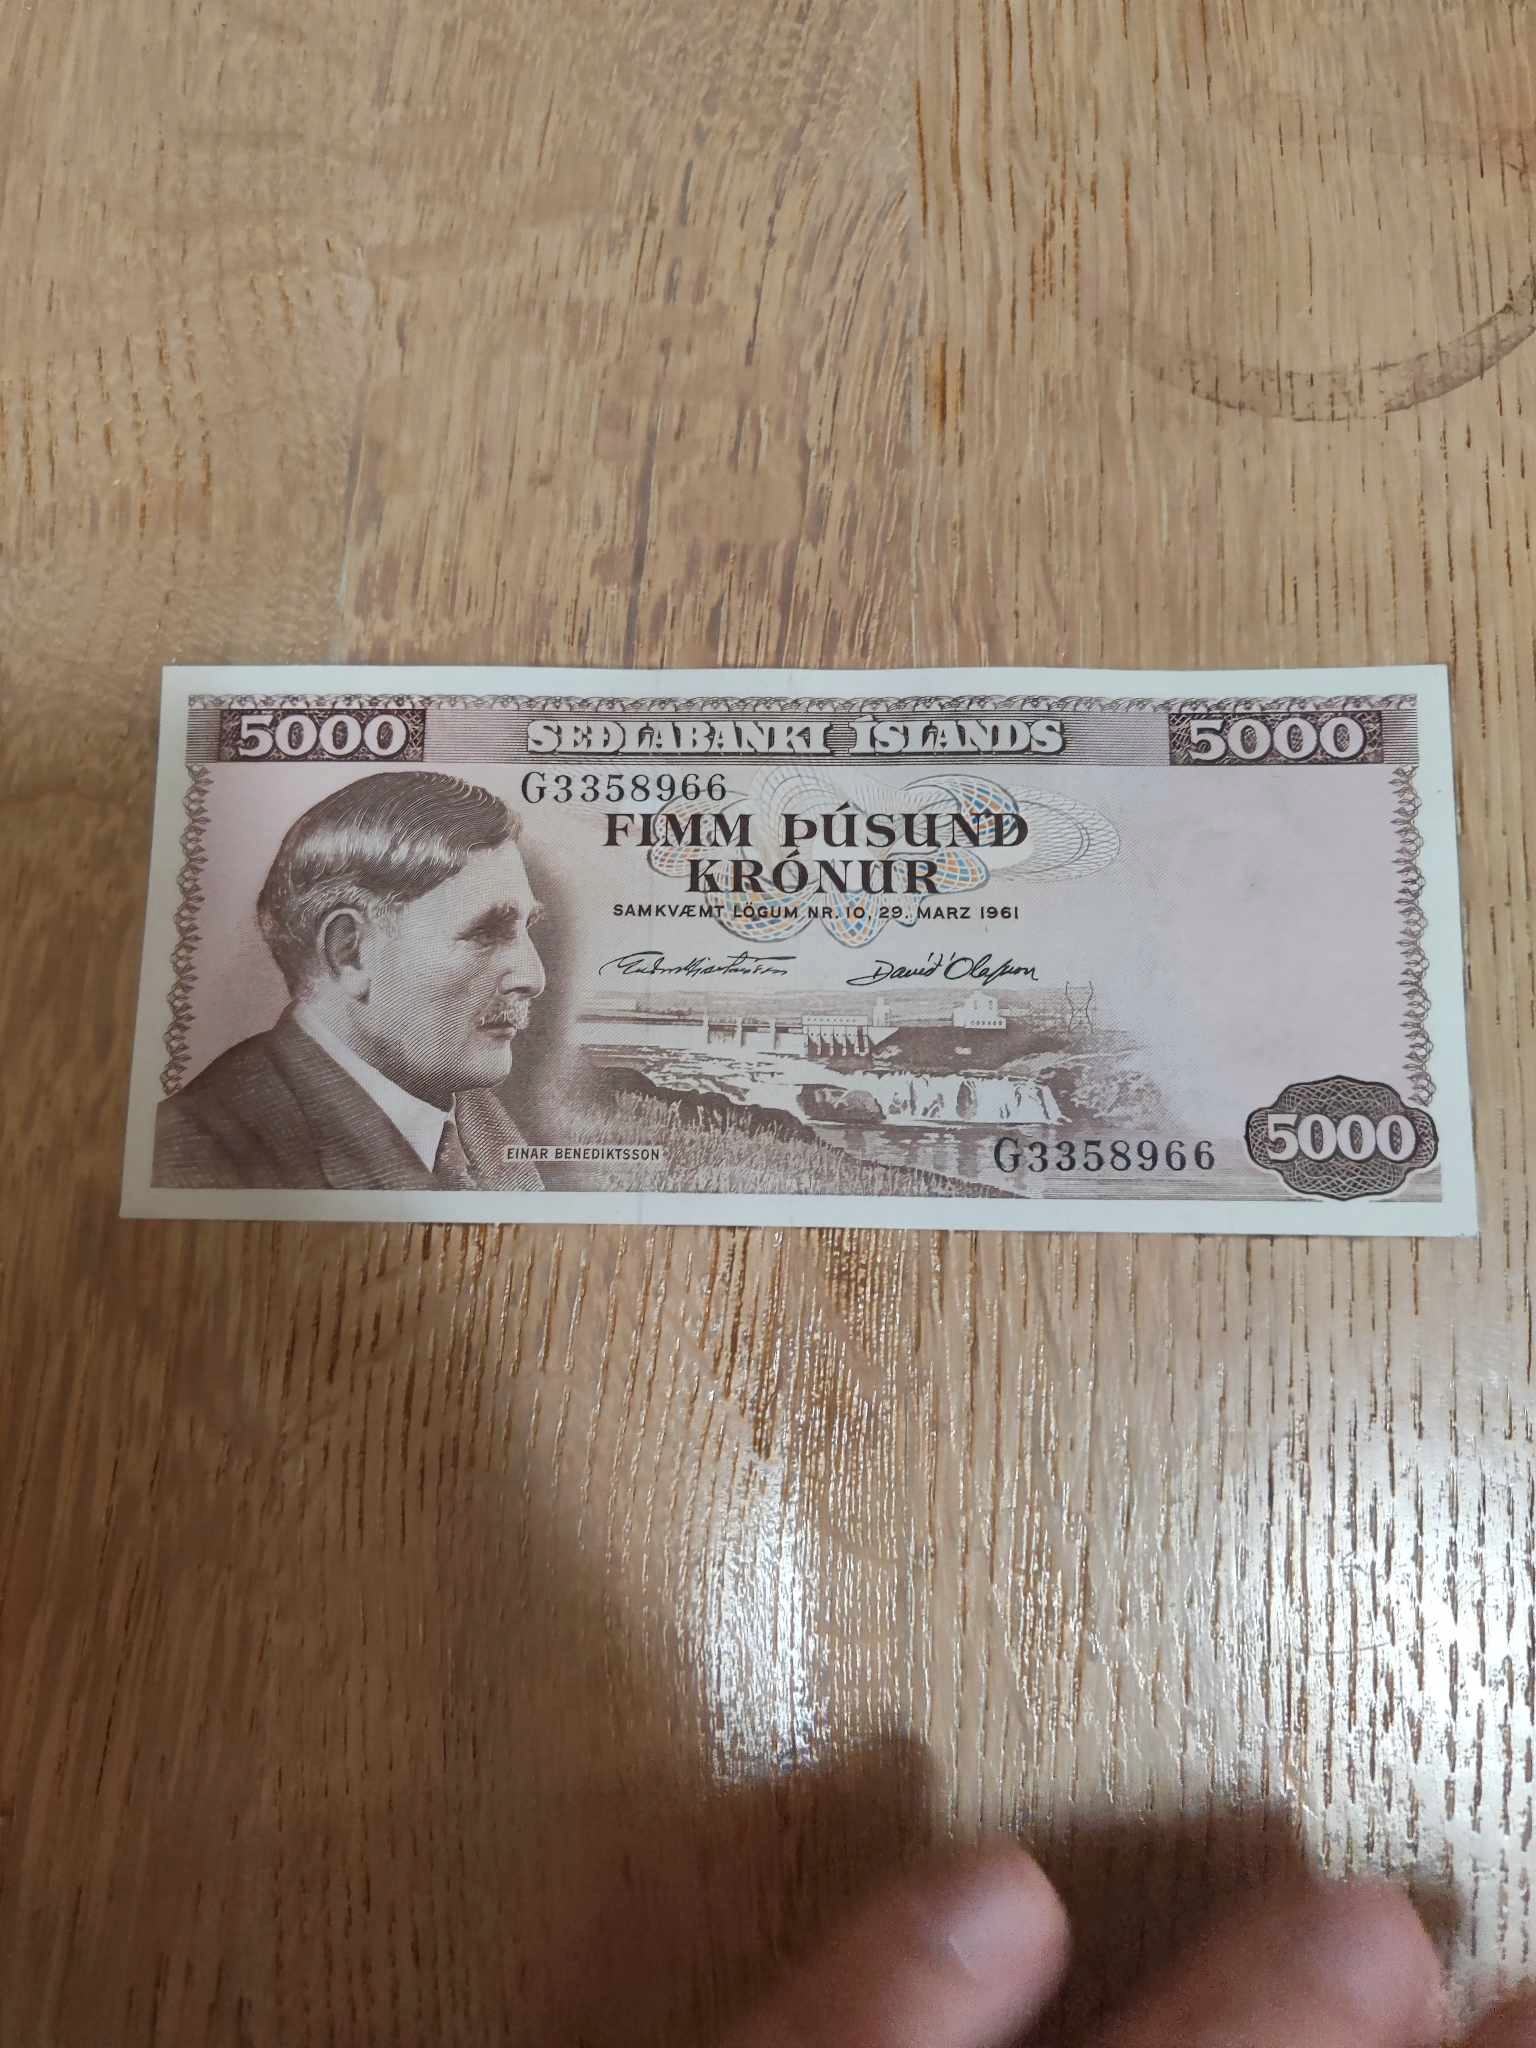 5000 SEÐLABANKI ÍSLANDS 5000
G3358966
FIMM ÞÚSUND
KRÓNUR
SAMKVÆMT LÖGUM NR. 10, 29. MARZ 1961
Davíð Ólafsson
EINAR BENEDIKTSSON
G3358966
5000